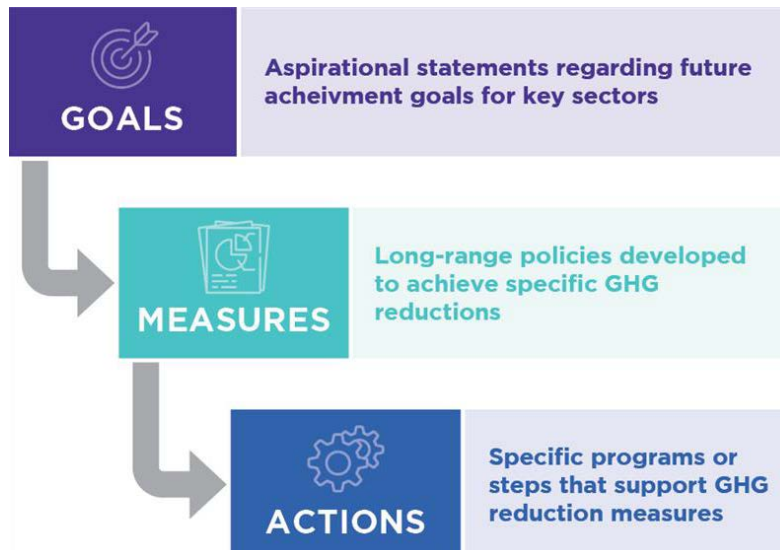 GOALS
Aspirational statements regarding future
acheivment goals for key sectors
MEASURES
Long-range policies developed
to achieve specific GHG
reductions
ACTIONS
Specific programs or
steps that support GHG
reduction measures